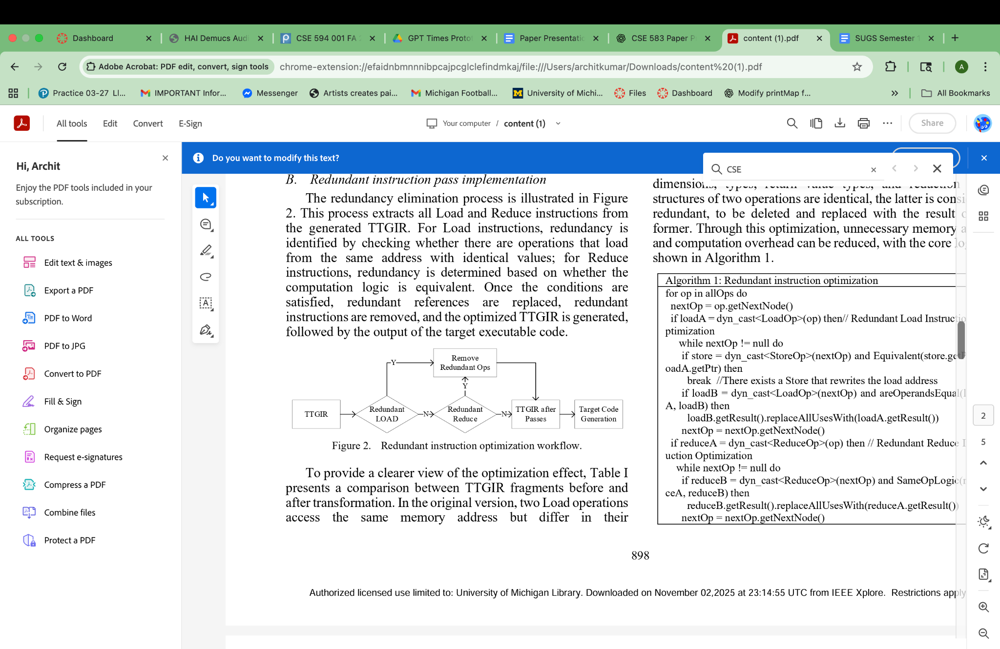 Dashboard
HAI Demucs Aud
CSE 594 001 FA 2
GPT Times Proto
Paper Presentatic
CSE 583 Paper P
content (1).pdf
SUGS Semester 1
Adobe Acrobat: PDF edit, convert, sign tools
chrome-extension://efaidnbmnnnibpcajpcglclefindmkaj/file:///Users/architkumar/Downloads/content%20(1).pdf
A
Practice 03-27 Ll...
IMPORTANT Infor...
Messenger
Artists creates pai...
Michigan Football...
University of Michi...
Files
Dashboard
Modify printMap f...
All Bookmarks
All tools
Edit
Convert
E-Sign
Your computer / content (1)
Share
Hi, Archit
Enjoy the PDF tools included in your
subscription.
ALL TOOLS
Edit text & images
Export a PDF
PDF to Word
PDF to JPG
Convert to PDF
Fill & Sign
Organize pages
Request e-signatures
Compress a PDF
Combine files
Protect a PDF
Do you want to modify this text?
CSE
B. Redundant instruction pass implementation
The redundancy elimination process is illustrated in Figure
2. This process extracts all Load and Reduce instructions from
the generated TTGIR. For Load instructions, redundancy is
identified by checking whether there are operations that load
from the same address with identical values; for Reduce
instructions, redundancy is determined based on whether the
computation logic is equivalent. Once the conditions are
satisfied, redundant references are replaced, redundant
instructions are removed, and the optimized TTGIR is generated,
followed by the output of the target executable code.
Remove
Redundant Ops
Y
Y
TTGIR
Redundant
LOAD
N
Redundant
Reduce
N
TTGIR after
Passes
Target Code
Generation
Figure 2. Redundant instruction optimization workflow.
To provide a clearer view of the optimization effect, Table I
presents a comparison between TTGIR fragments before and
after transformation. In the original version, two Load operations
access the same memory address but differ in their
dimensions, types, return value types, and reduction
structures of two operations are identical, the latter is consi
redundant, to be deleted and replaced with the result o
former. Through this optimization, unnecessary memory a
and computation overhead can be reduced, with the core lo
shown in Algorithm 1.
Algorithm 1: Redundant instruction optimization
for op in allOps do
nextOp = op.getNextNode()
if loadA = dyn_cast<LoadOp>(op) then// Redundant Load Instructio
ptimization
while nextOp != null do
if store = dyn_cast<StoreOp>(nextOp) and Equivalent(store.getP
oadA.getPtr) then
break //There exists a Store that rewrites the load address
if loadB = dyn_cast<LoadOp>(nextOp) and areOperandsEqual(l
A, loadB) then
loadB.getResult().replaceAllUsesWith(loadA.getResult())
nextOp = nextOp.getNextNode()
if reduceA = dyn_cast<ReduceOp>(op) then // Redundant Reduce I
uction Optimization
while nextOp != null do
if reduceB = dyn_cast<ReduceOp>(nextOp) and SameOpLogic(r
ceA, reduceB) then
reduceB.getResult().replaceAllUsesWith(reduceA.getResult())
nextOp = nextOp.getNextNode()
898
Authorized licensed use limited to: University of Michigan Library. Downloaded on November 02,2025 at 23:14:55 UTC from IEEE Xplore. Restrictions apply
2
5